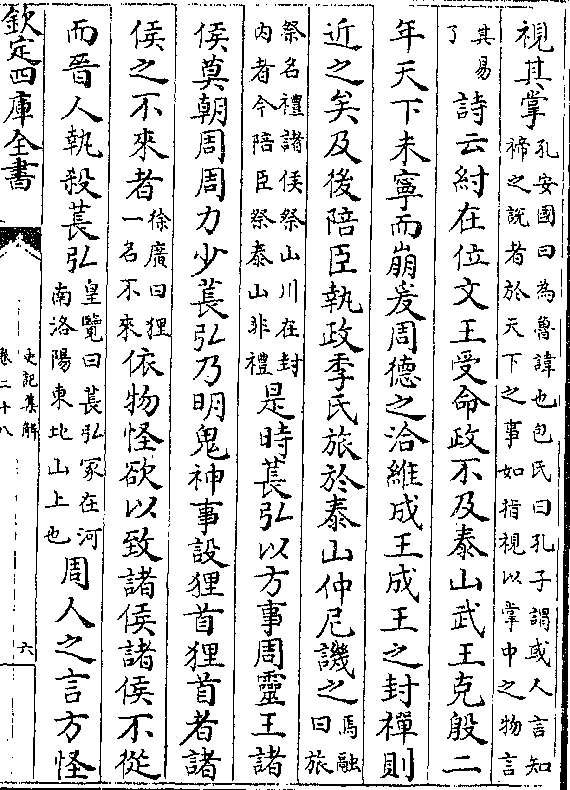 視其掌孔安國曰為魯諱也包氏曰孔子謂或人言知禘之說者於天下之事如指視以掌中之物言
其易了詩云紂在位文王受命政不及泰山武王克殷二
年天下未寧而崩爰周德之洽維成王成王之封禪則
近之矣及後陪臣執政季氏旅於泰山仲尼譏之馬融曰旅
祭名禮諸侯祭山川在封内者今陪臣祭泰山非禮是時萇弘以方事周靈王諸
侯莫朝周周力少萇弘乃明鬼神事設狸首狸首者諸
侯之不來者徐廣曰狸一名不來依物怪欲以致諸侯諸侯不從
而晉人執殺萇弘皇覽曰萇弘冢在河南洛陽東北山上也周人之言方怪
欽定四庫全書
史記集解
卷二十八
六